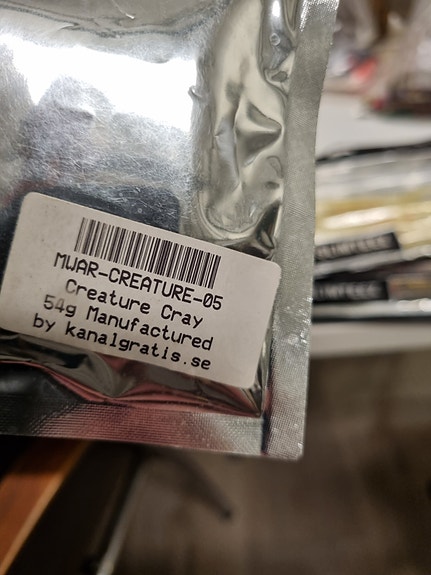 MWAR-CREATURE-05
Creature Cray
54g Manufactured
by kanalgratis.se